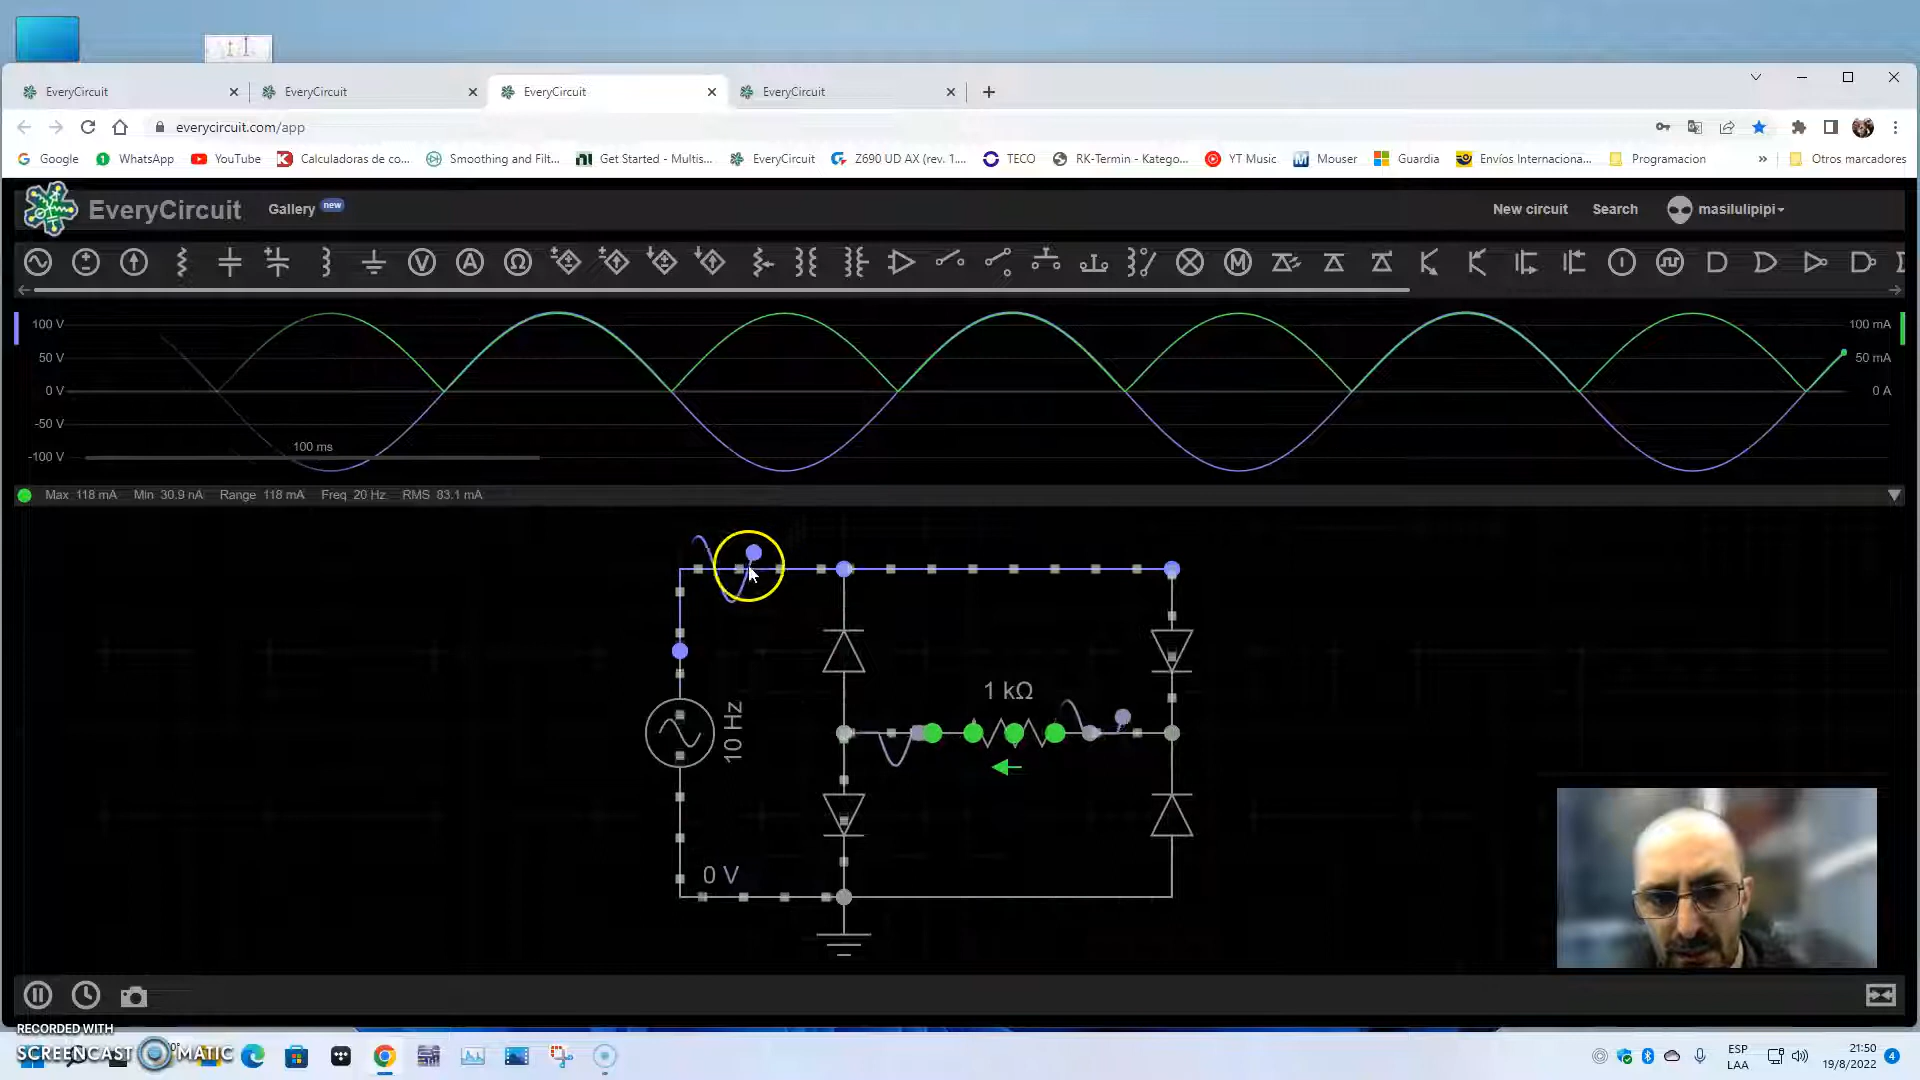 EveryCircuit
EveryCircuit
EveryCircuit
EveryCircuit
everycircuit.com/app
Google
WhatsApp
YouTube
Calculadoras de co...
Smoothing and Filt...
Get Started - Multis...
EveryCircuit
Z690 UD AX (rev. 1....
TECO
RK-Termin - Katego...
YT Music
Mouser
Guardia
Envíos Internaciona...
Programacion
»
Otros marcadores
EveryCircuit
Gallery new
New circuit
Search
masilulipipi
100 V
50 V
0 V
-50 V
-100 V
100 mA
50 mA
0 A
100 ms
Max 118 mA Min 30.9 nA Range 118 mA Freq 20 Hz RMS 83.1 mA
1 kΩ
10 Hz
0 V
RECORDED WITH
SCREENCAST MATIC
ESP
LAA
21:50
19/8/2022
4